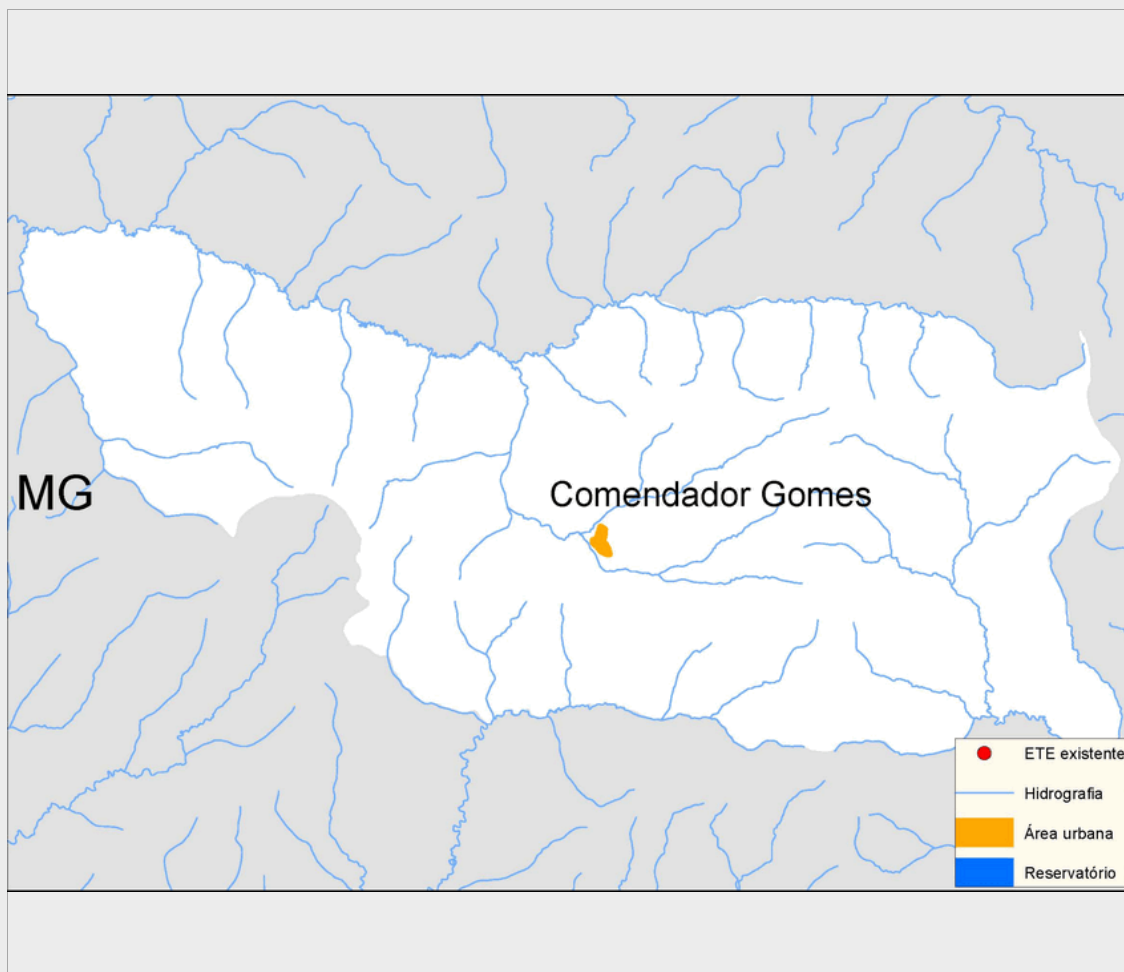 MG
Comendador Gomes
ETE existente
Hidrografia
Área urbana
Reservatório